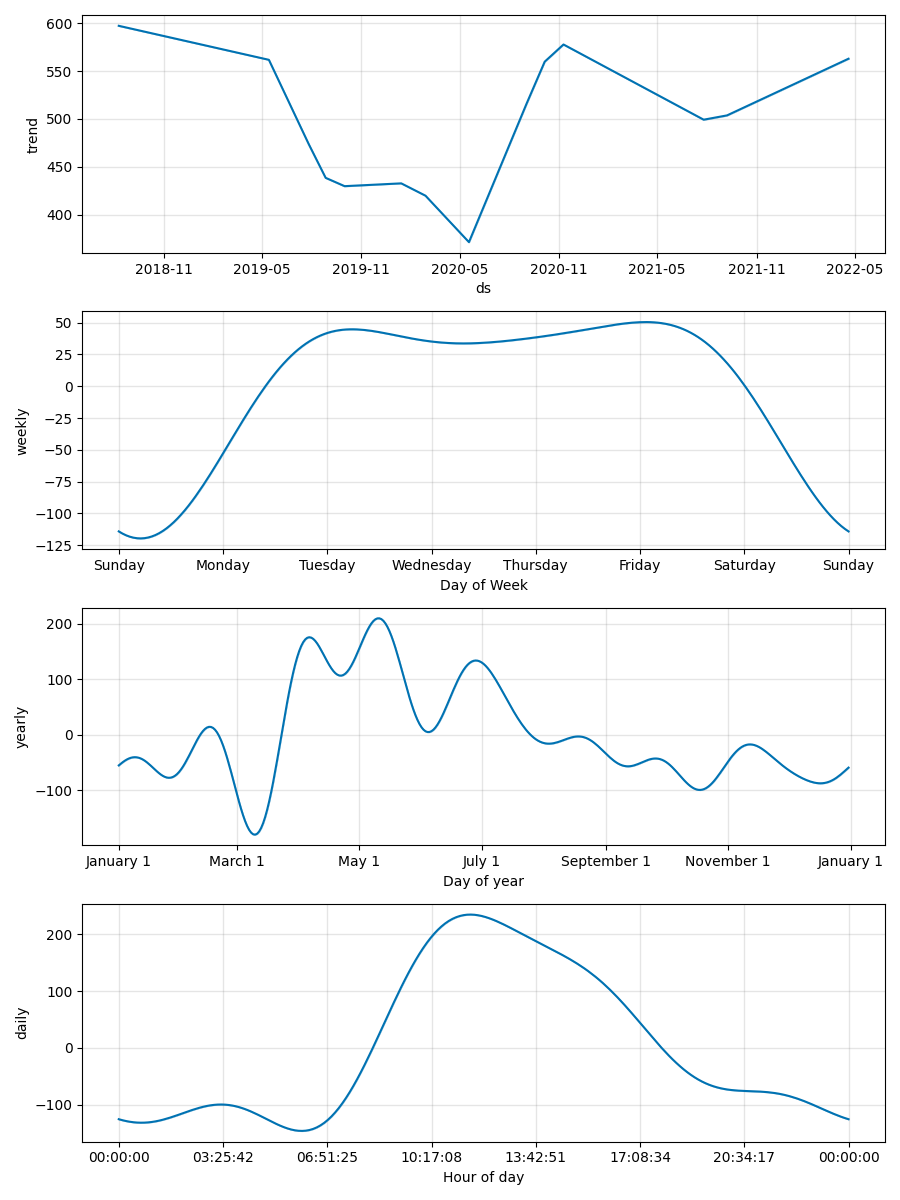 600
550
500
450
400
trend
2018-11 2019-05 2019-11 2020-05 2020-11 2021-05 2021-11 2022-05
ds
50
25
0
−25
−50
−75
−100
−125
weekly
Sunday Monday Tuesday Wednesday Thursday Friday Saturday Sunday
Day of Week
200
100
0
−100
yearly
January 1 March 1 May 1 July 1 September 1 November 1 January 1
Day of year
200
100
0
−100
daily
00:00:00 03:25:42 06:51:25 10:17:08 13:42:51 17:08:34 20:34:17 00:00:00
Hour of day